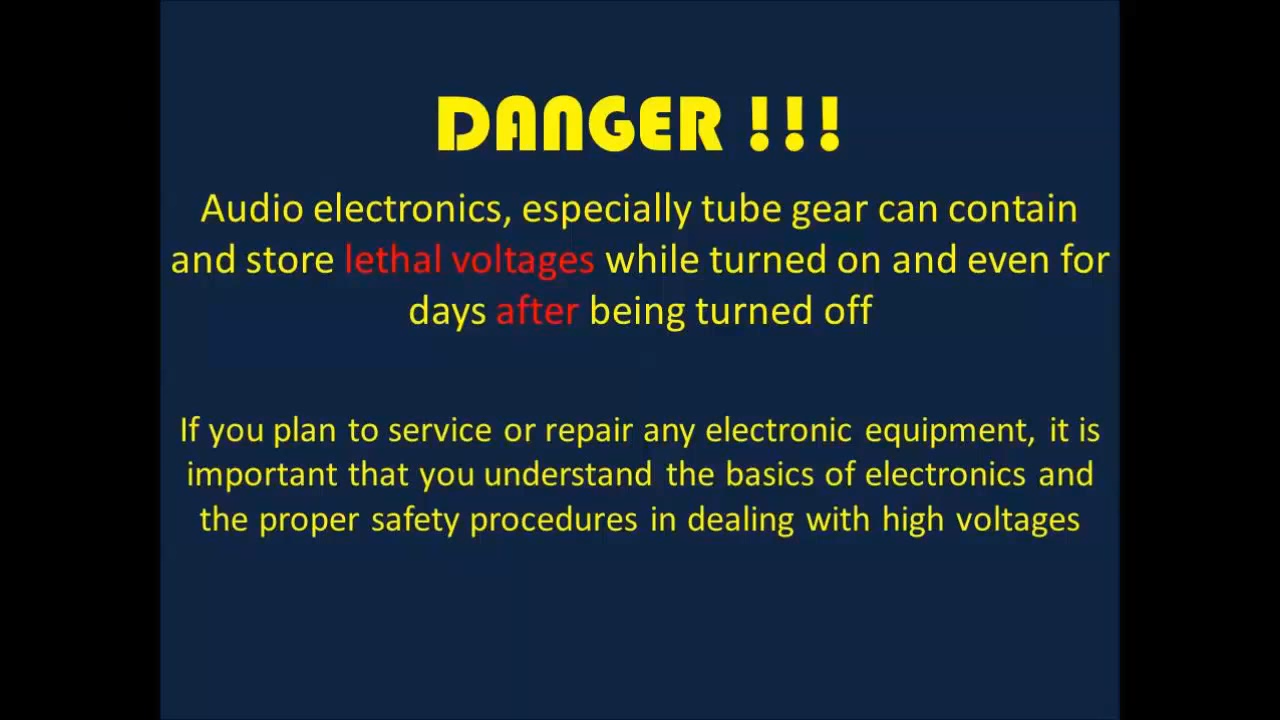 DANGER !!!
Audio electronics, especially tube gear can contain
and store lethal voltages while turned on and even for
days after being turned off
If you plan to service or repair any electronic equipment, it is
important that you understand the basics of electronics and
the proper safety procedures in dealing with high voltages